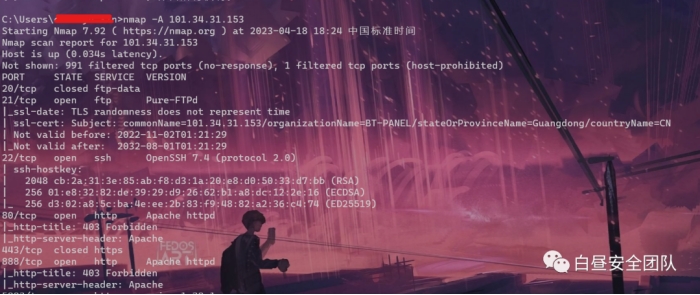 C:\Users\ >nmap -A 101.34.31.153
Starting Nmap 7.92 ( https://nmap.org ) at 2023-04-18 18:24 中国标准时间
Nmap scan report for 101.34.31.153
Host is up (0.034s latency).
Not shown: 991 filtered tcp ports (no-response), 1 filtered tcp ports (host-prohibited)
PORT STATE SERVICE VERSION
20/tcp closed ftp-data
21/tcp open ftp Pure-FTPd
|_ssl-date: TLS randomness does not represent time
| ssl-cert: Subject: commonName=101.34.31.153/organizationName=BT-PANEL/stateOrProvinceName=Guangdong/countryName=CN
| Not valid before: 2022-11-02T01:21:29
|_Not valid after: 2032-08-01T01:21:29
22/tcp open ssh OpenSSH 7.4 (protocol 2.0)
| ssh-hostkey:
| 2048 cb:2a:31:3e:85:ab:f8:d3:1a:20:e8:d0:50:33:d7:bb (RSA)
| 256 01:e8:32:82:de:39:29:d9:26:62:b1:a8:dc:12:2e:16 (ECDSA)
|_ 256 d3:02:a8:5c:ba:4e:ee:2b:83:f9:48:82:a2:36:c4:74 (ED25519)
80/tcp open http Apache httpd
|_http-title: 403 Forbidden
|_http-server-header: Apache
443/tcp closed https
888/tcp open http Apache httpd
|_http-title: 403 Forbidden
|_http-server-header: Apache
白昼安全团队